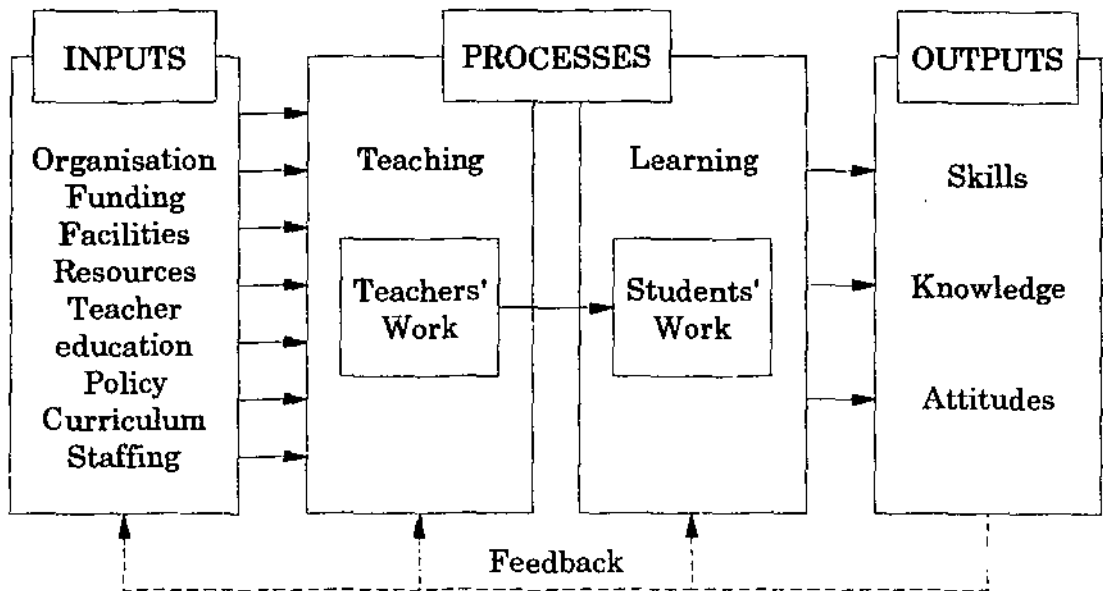 INPUTS
PROCESSES
OUTPUTS
Organisation
Funding
Facilities
Resources
Teacher
education
Policy
Curriculum
Staffing
Teaching
Teachers'
Work
Learning
Students'
Work
Skills
Knowledge
Attitudes
Feedback